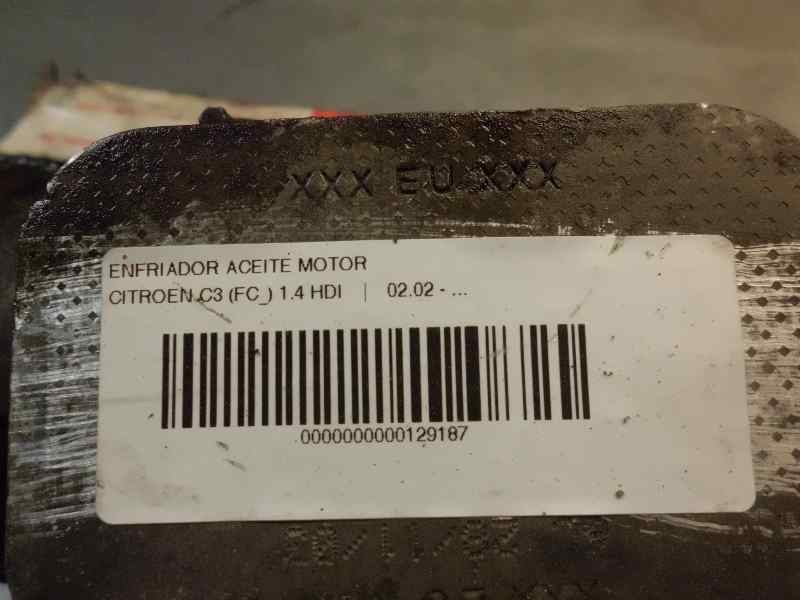 XXX EU XXX
ENFRIADOR ACEITE MOTOR
CITROEN C3 (FC_) 1.4 HDI | 02.02 - ...
0000000000129187